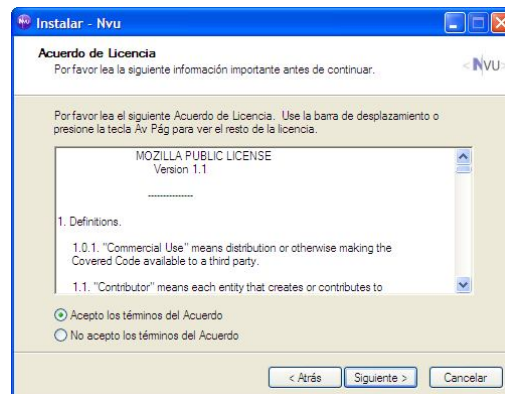 Nvu Instalar - Nvu
Acuerdo de Licencia
Por favor lea la siguiente información importante antes de continuar.
<NVU>
Por favor lea el siguiente Acuerdo de Licencia. Use la barra de desplazamiento o
presione la tecla Av Pág para ver el resto de la licencia.
MOZILLA PUBLIC LICENSE
Version 1.1
---------------
1. Definitions.
1.0.1. "Commercial Use" means distribution or otherwise making the
Covered Code available to a third party.
1.1. "Contributor" means each entity that creates or contributes to
Acepto los términos del Acuerdo
No acepto los términos del Acuerdo
< Atrás Siguiente > Cancelar